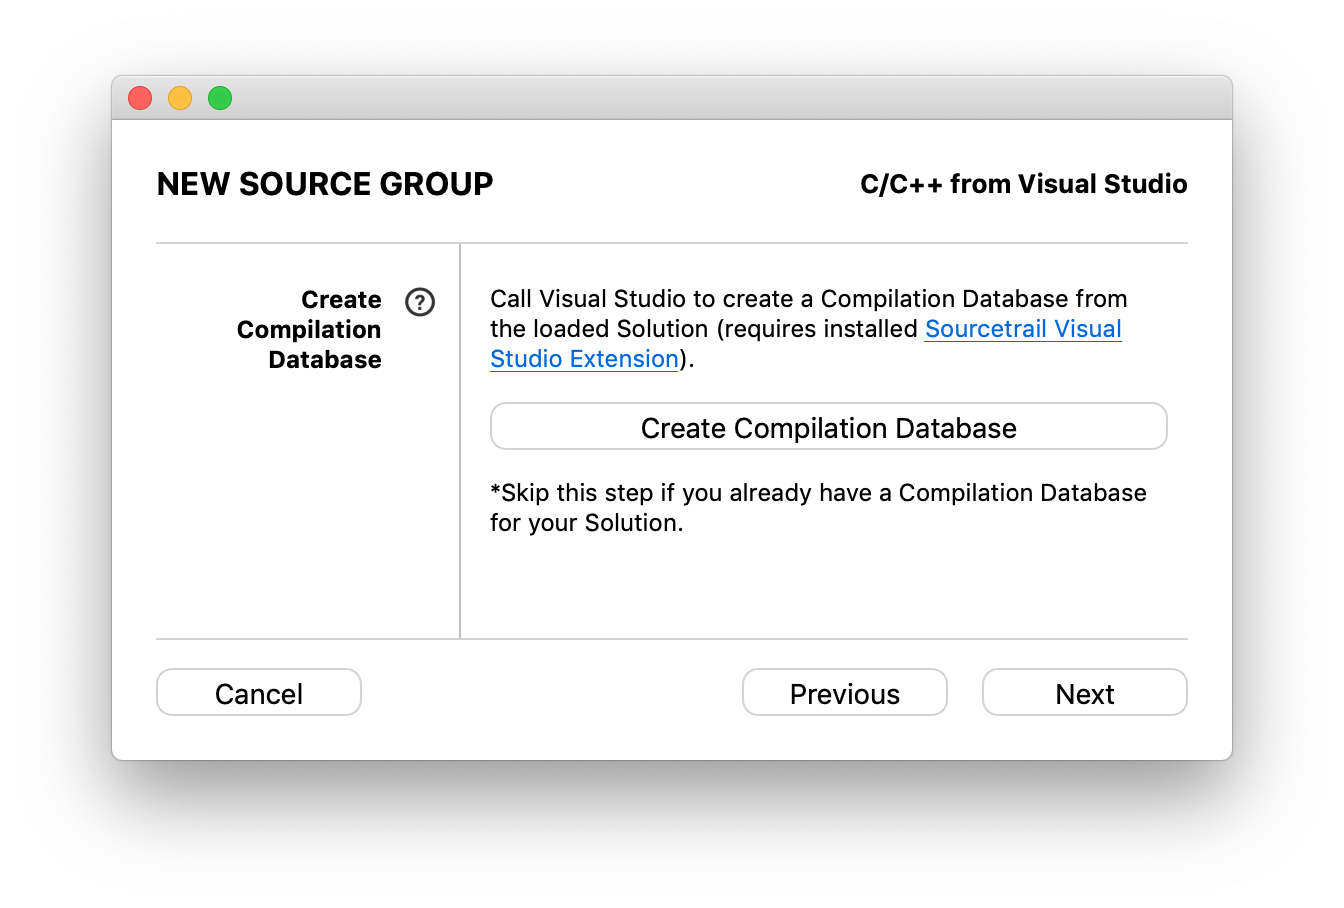 NEW SOURCE GROUP
C/C++ from Visual Studio
Create
Compilation
Database
?
Call Visual Studio to create a Compilation Database from
the loaded Solution (requires installed Sourcetrail Visual
Studio Extension).
Create Compilation Database
*Skip this step if you already have a Compilation Database
for your Solution.
Cancel
Previous
Next